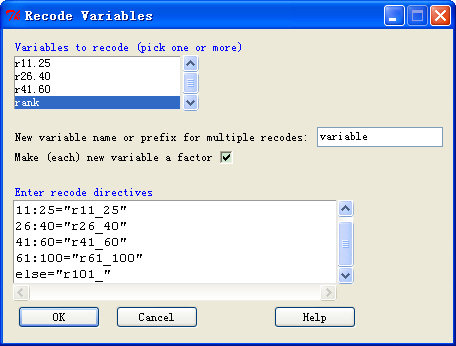 Recode Variables
Variables to recode (pick one or more)
r11.25
r26.40
r41.60
rank
New variable name or prefix for multiple recodes:  variable
Make (each) new variable a factor
Enter recode directives
11:25="r11_25"
26:40="r26_40"
41:60="r41_60"
61:100="r61_100"
else="r101_"
OK Cancel Help